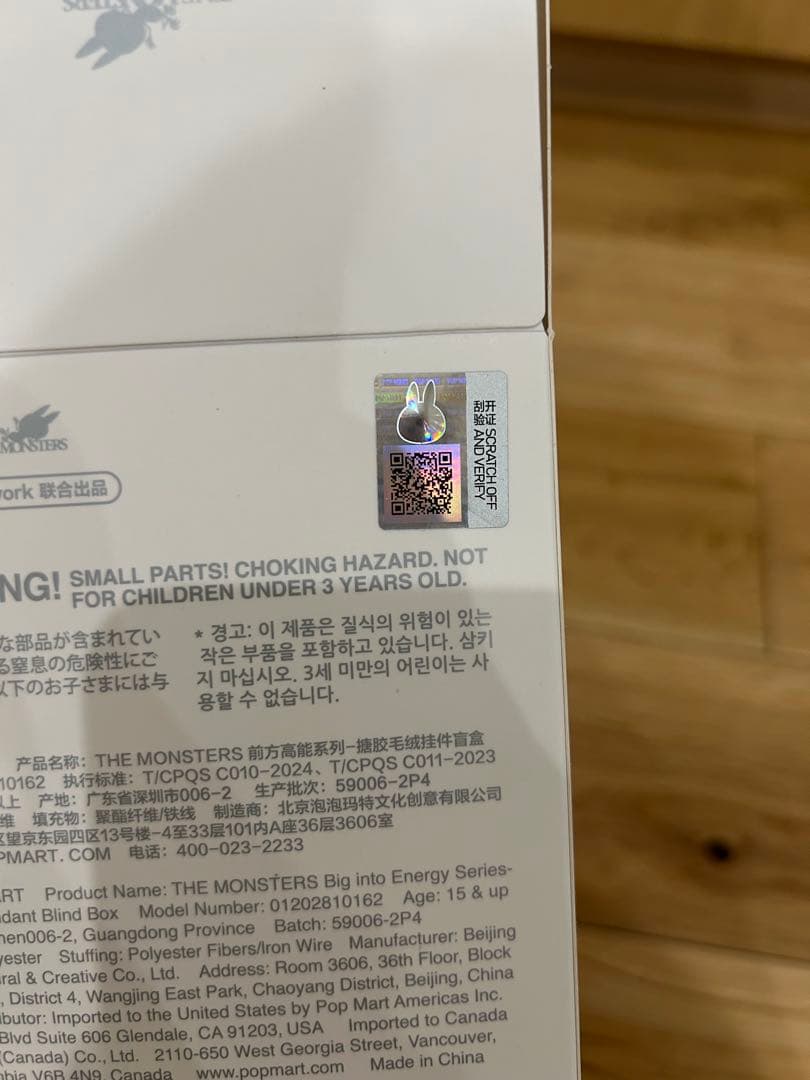 MONSTERS
work 联合出品
开证 SCRATCH OFF
刮验 AND VERIFY
NG! SMALL PARTS! CHOKING HAZARD. NOT
FOR CHILDREN UNDER 3 YEARS OLD.
な部品が含まれてい
る窒息の危険性にご
以下のお子さまには与
* 경고: 이 제품은 질식의 위험이 있는
작은 부품을 포함하고 있습니다. 삼키
지 마십시오. 3세 미만의 어린이는 사
용할 수 없습니다.
产品名称: THE MONSTERS 前方高能系列-搪胶毛绒挂件盲盒
10162 执行标准: T/CPQS C010-2024、T/CPQS C011-2023
以上 产地: 广东省深圳市006-2 生产批次: 59006-2P4
维 填充物: 聚酯纤维/铁线 制造商: 北京泡泡玛特文化创意有限公司
区望京东园四区13号楼-4至33层101内A座36层3606室
PMART. COM 电话: 400-023-2233
ART Product Name: THE MONSTERS Big into Energy Series-
ndant Blind Box Model Number: 01202810162 Age: 15 & up
hen006-2, Guangdong Province Batch: 59006-2P4
yester Stuffing: Polyester Fibers/Iron Wire Manufacturer: Beijing
ral & Creative Co., Ltd. Address: Room 3606, 36th Floor, Block
, District 4, Wangjing East Park, Chaoyang District, Beijing, China
ibutor: Imported to the United States by Pop Mart Americas Inc.
Blvd Suite 606 Glendale, CA 91203, USA Imported to Canada
(Canada) Co., Ltd. 2110-650 West Georgia Street, Vancouver,
mbia V6B 4N9, Canada www.popmart.com Made in China